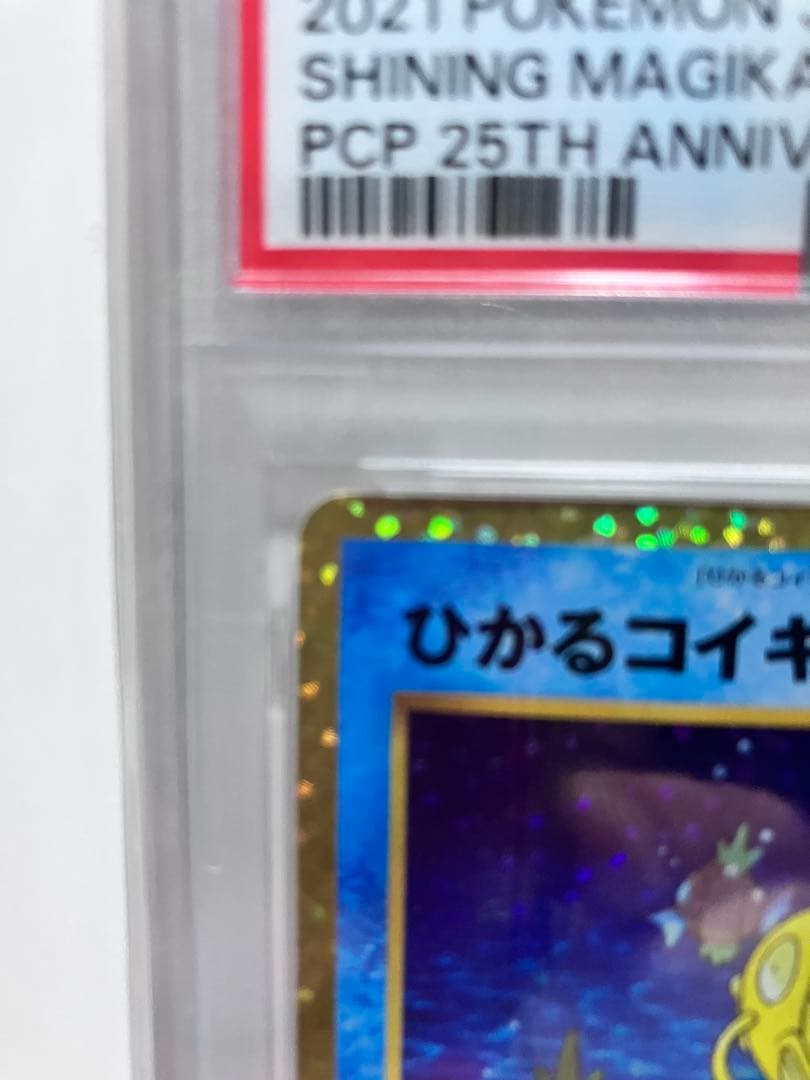 2021 POKEMON
SHINING MAGIKA
PCP 25TH ANNIV
ひかるコイキ